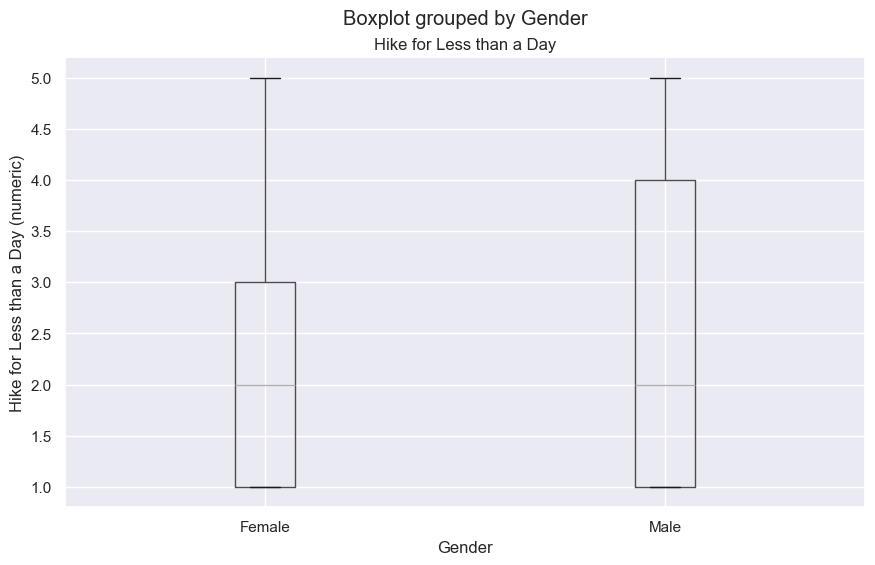 Boxplot grouped by Gender
Hike for Less than a Day
Hike for Less than a Day (numeric)
5.0
4.5
4.0
3.5
3.0
2.5
2.0
1.5
1.0
Female
Male
Gender